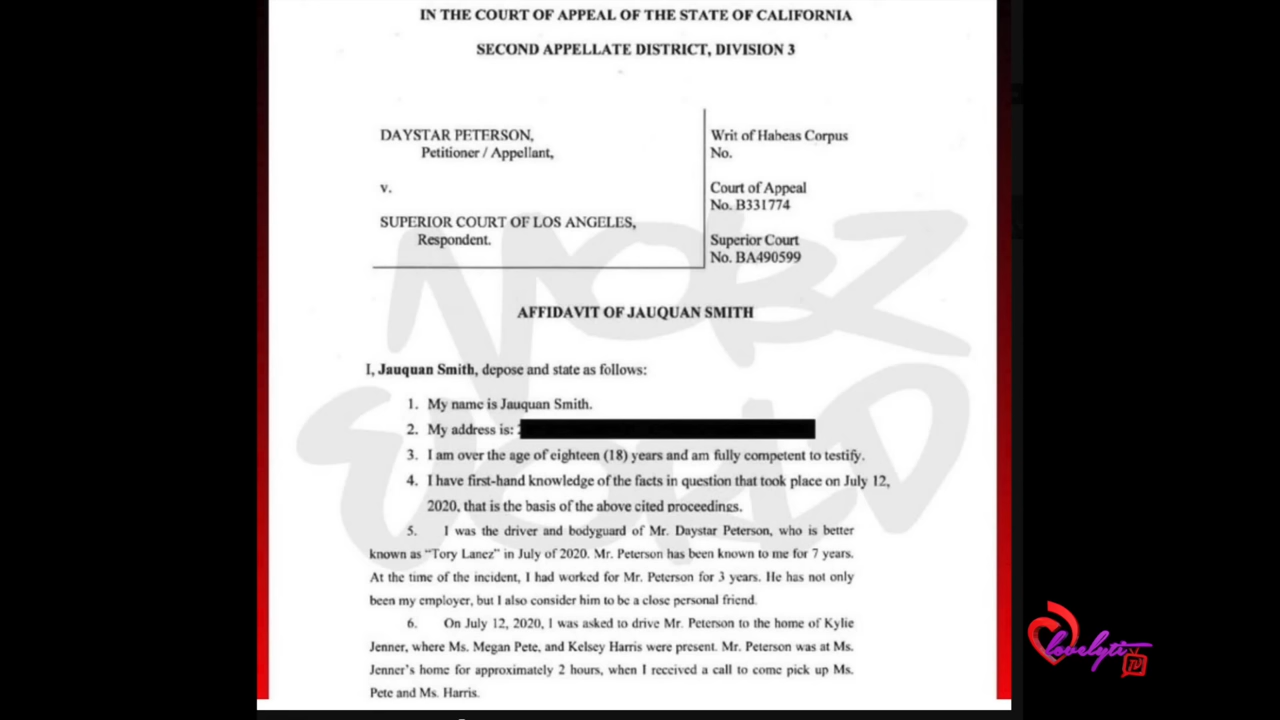 IN THE COURT OF APPEAL OF THE STATE OF CALIFORNIA
SECOND APPELLATE DISTRICT, DIVISION 3
DAYSTAR PETERSON,
Petitioner / Appellant,
v.
SUPERIOR COURT OF LOS ANGELES,
Respondent.
Writ of Habeas Corpus
No.
Court of Appeal
No. B331774
Superior Court
No. BA490599
AFFIDAVIT OF JAUQUAN SMITH
I, Jauquan Smith, depose and state as follows:
1. My name is Jauquan Smith.
2. My address is:
3. I am over the age of eighteen (18) years and am fully competent to testify.
4. I have first-hand knowledge of the facts in question that took place on July 12,
2020, that is the basis of the above cited proceedings.
5. I was the driver and bodyguard of Mr. Daystar Peterson, who is better
known as “Tory Lanez” in July of 2020. Mr. Peterson has been known to me for 7 years.
At the time of the incident, I had worked for Mr. Peterson for 3 years. He has not only
been my employer, but I also consider him to be a close personal friend.
6. On July 12, 2020, I was asked to drive Mr. Peterson to the home of Kylie
Jenner, where Ms. Megan Pete, and Kelsey Harris were present. Mr. Peterson was at Ms.
Jenner's home for approximately 2 hours, when I received a call to come pick up Ms.
Pete and Ms. Harris.
NOBZ
WORLD
lovelyti
TV